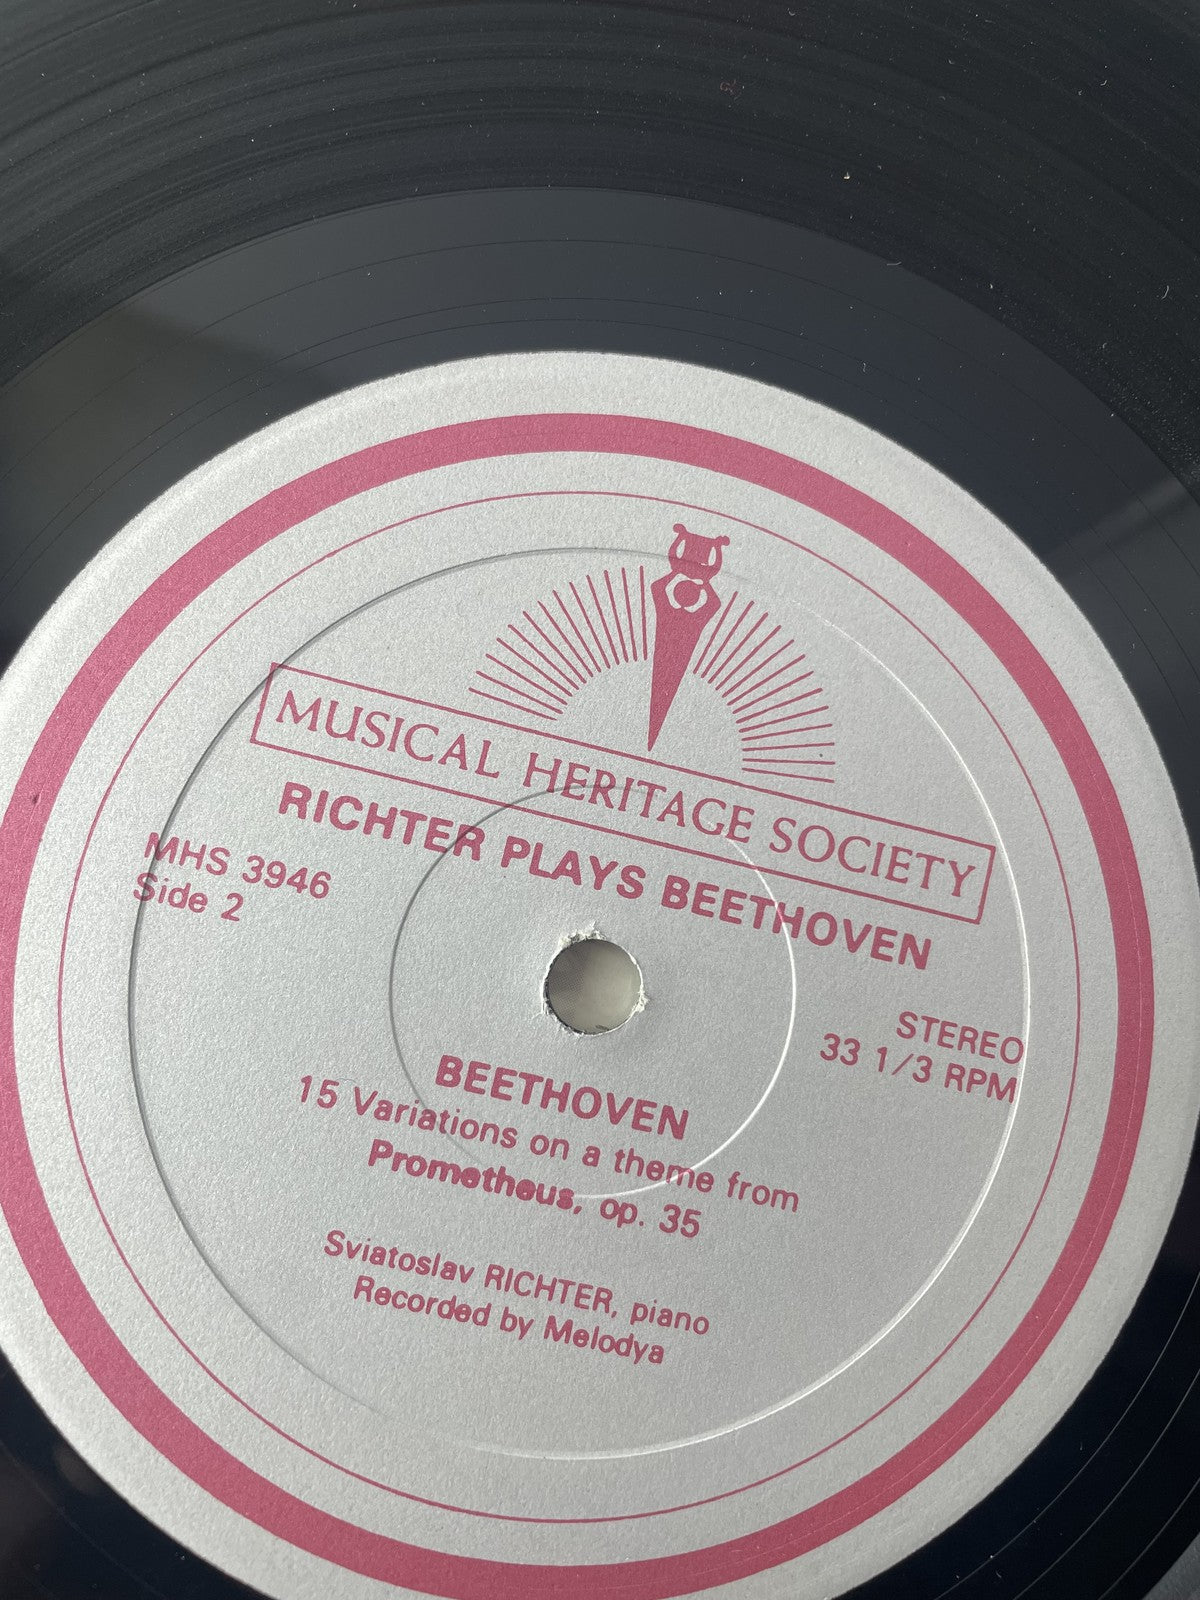 MUSICAL HERITAGE SOCIETY
RICHTER PLAYS BEETHOVEN
MHS 3946
Side 2
STEREO
33 1/3 RPM
BEETHOVEN
15 Variations on a theme from
Prometheus, op. 35
Sviatoslav RICHTER, piano
Recorded by Melodya